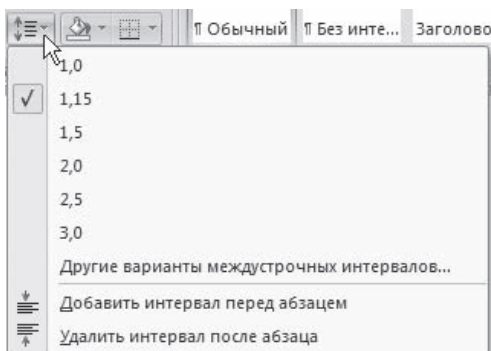 ¶ Обычный ¶ Без инте... Заголово
1,0
1,15
1,5
2,0
2,5
3,0
Другие варианты междустрочных интервалов...
Добавить интервал перед абзацем
Удалить интервал после абзаца